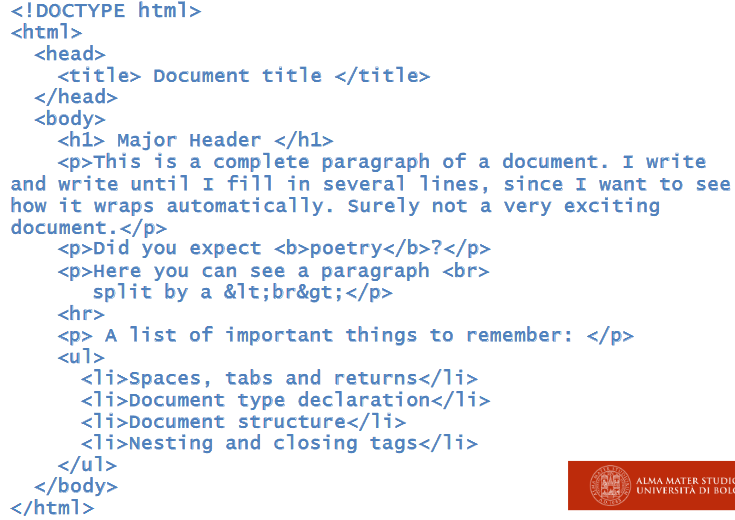 <!DOCTYPE html>
<html>
  <head>
    <title> Document title </title>
  </head>
  <body>
    <h1> Major Header </h1>
    <p>This is a complete paragraph of a document. I write
and write until I fill in several lines, since I want to see
how it wraps automatically. Surely not a very exciting
document.</p>
    <p>Did you expect <b>poetry</b>?</p>
    <p>Here you can see a paragraph <br>
       split by a &lt;br&gt;</p>
    <hr>
    <p> A list of important things to remember: </p>
    <ul>
      <li>Spaces, tabs and returns</li>
      <li>Document type declaration</li>
      <li>Document structure</li>
      <li>Nesting and closing tags</li>
    </ul>
  </body>
</html>
ALMA MATER STUDIO
UNIVERSITÀ DI BOLO